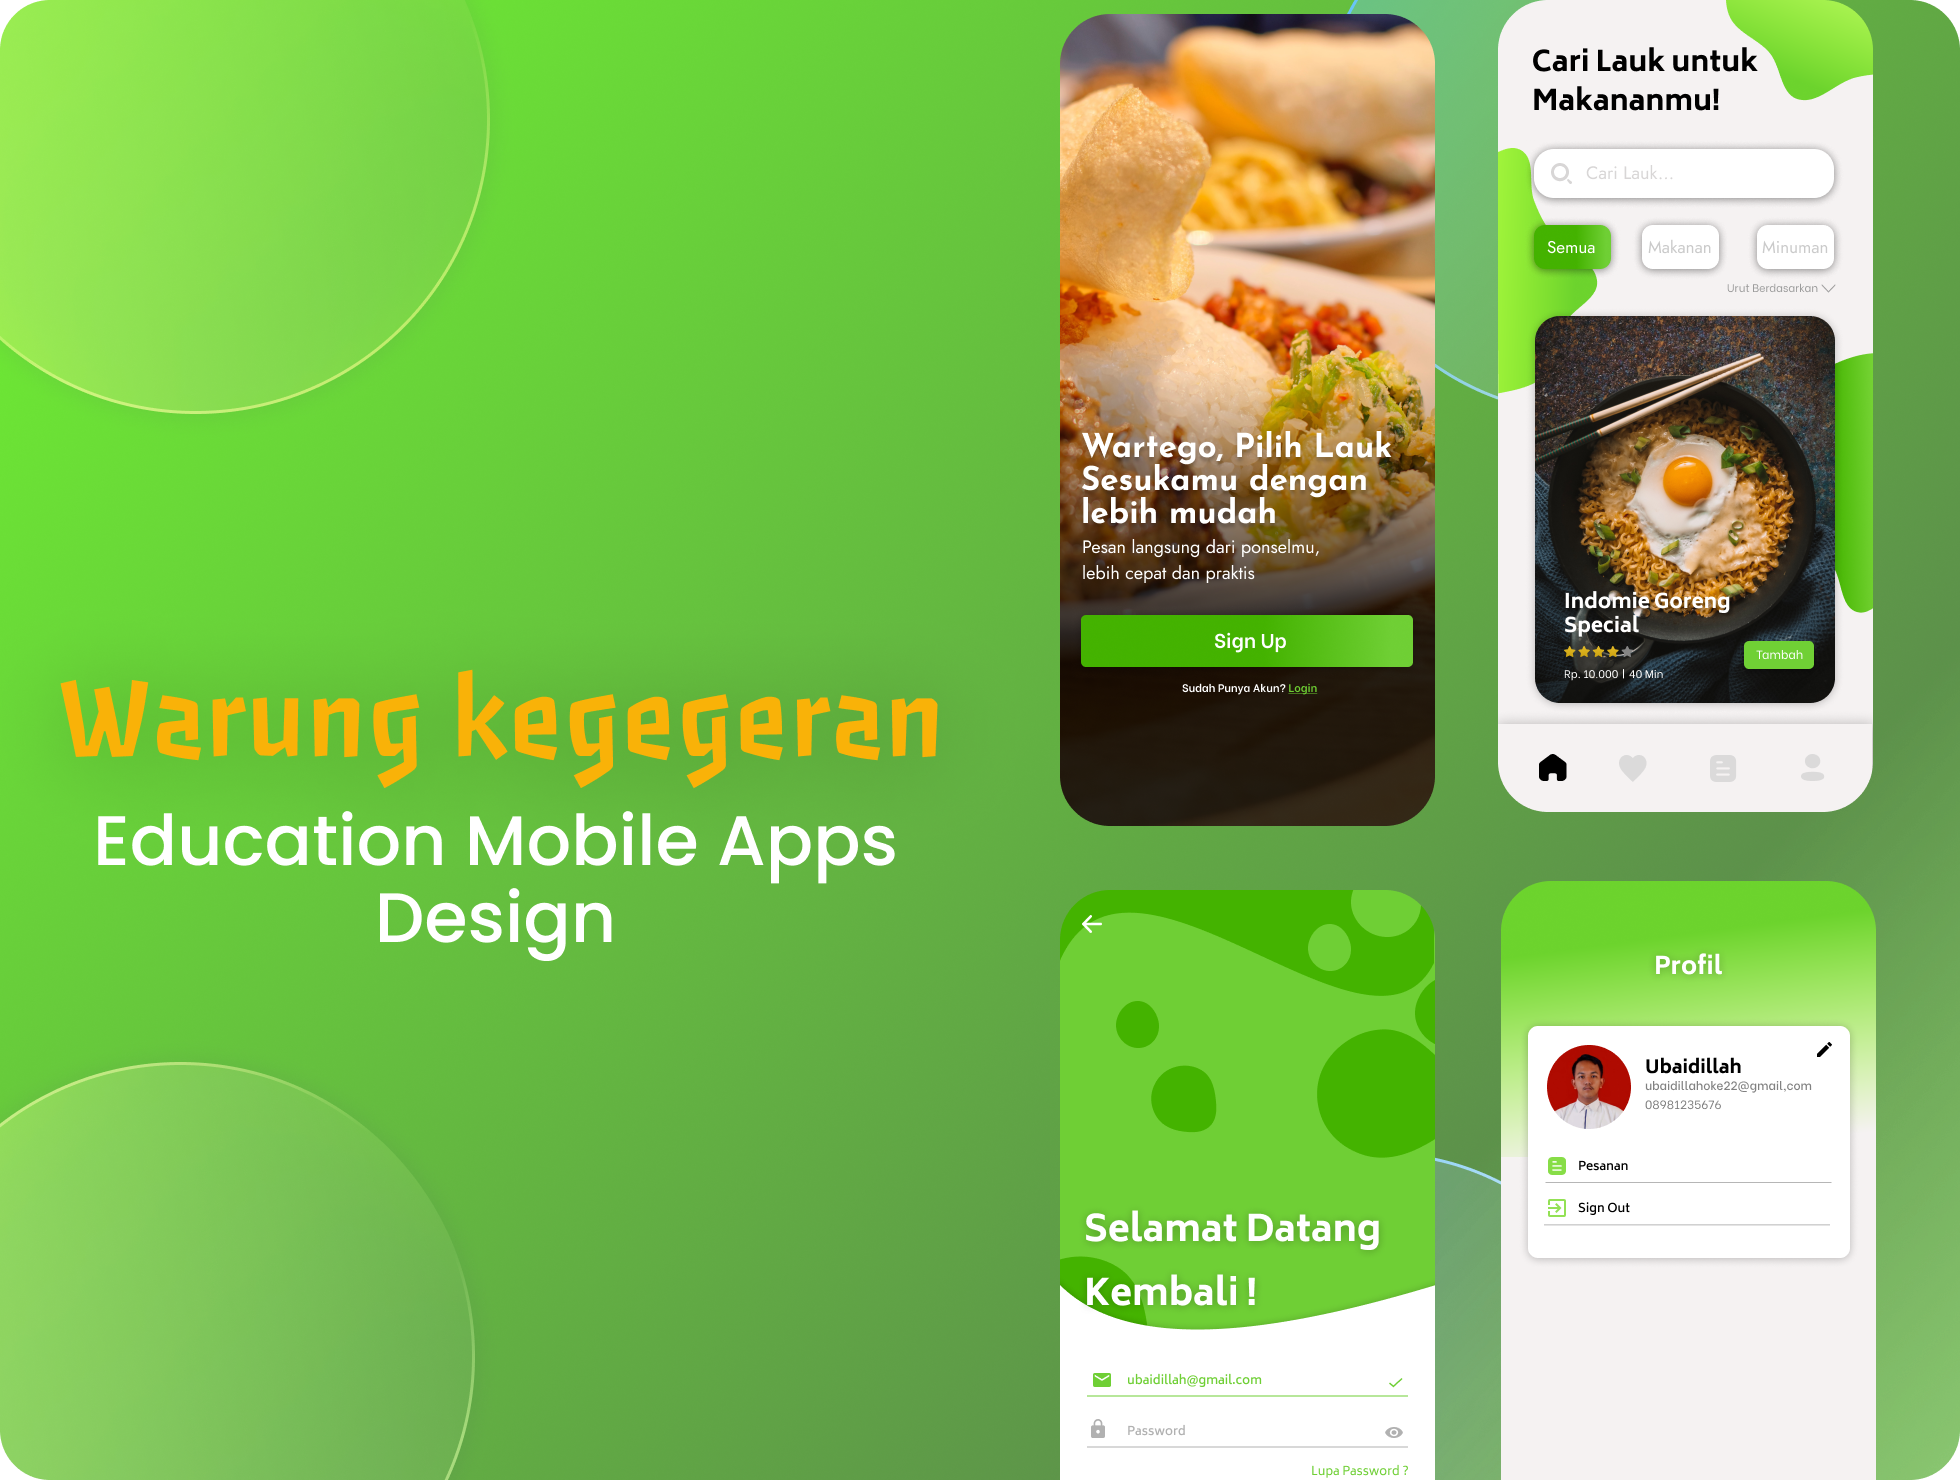 Warung kegegeran
Education Mobile Apps
Design
Wartego, Pilih Lauk
Sesukamu dengan
lebih mudah
Pesan langsung dari ponselmu,
lebih cepat dan praktis
Sign Up
Sudah Punya Akun? Login
Cari Lauk untuk
Makananmu!
Cari Lauk...
Semua
Makanan
Minuman
Urut Berdasarkan
Indomie Goreng
Special
Tambah
Rp. 10.000 | 40 Min
Selamat Datang
Kembali !
ubaidillah@gmail.com
Password
Lupa Password ?
Profil
Ubaidillah
ubaidillahoke22@gmail,com
08981235676
Pesanan
Sign Out